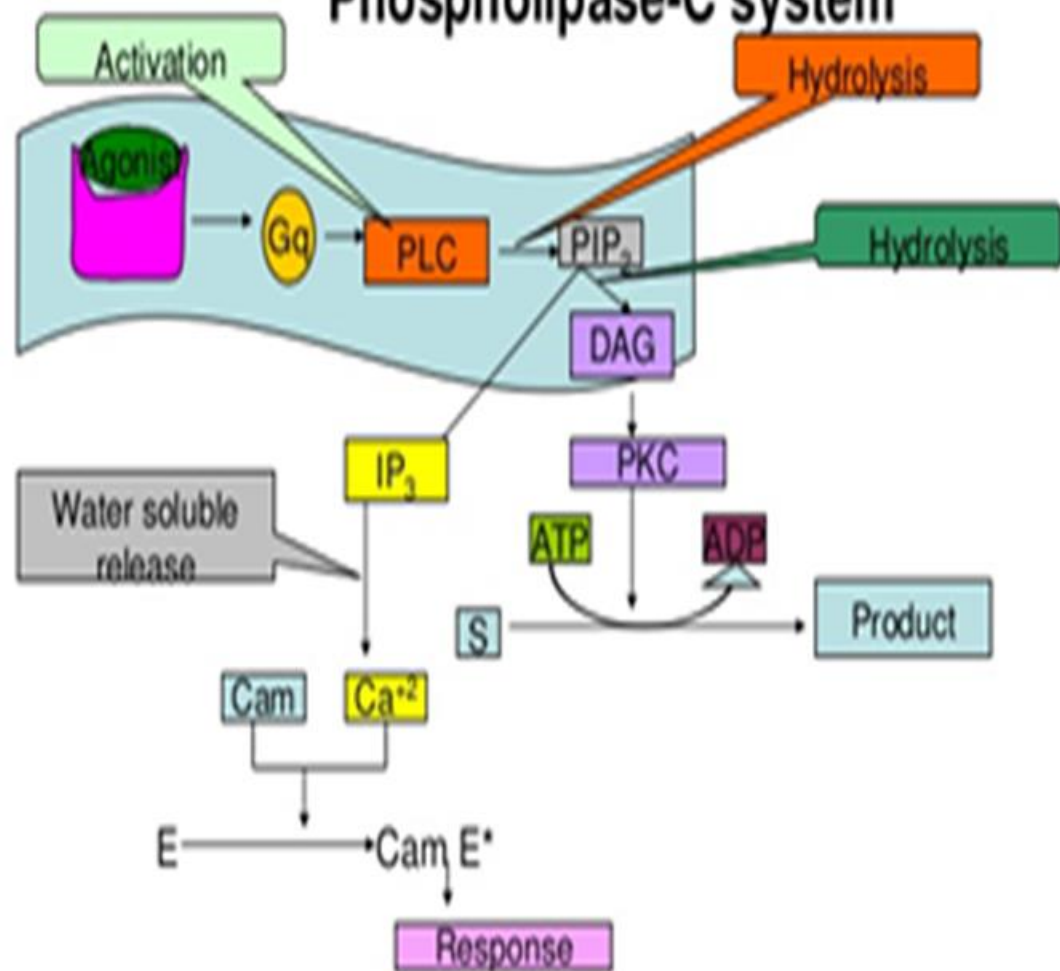 Phospholipase-C system
Activation
Hydrolysis
Agonist
Gq
PLC
PIP₂
Hydrolysis
DAG
IP₃
PKC
Water soluble
release
ATP
ADP
S
Product
Cam
Ca⁺²
E
Cam E*
Response